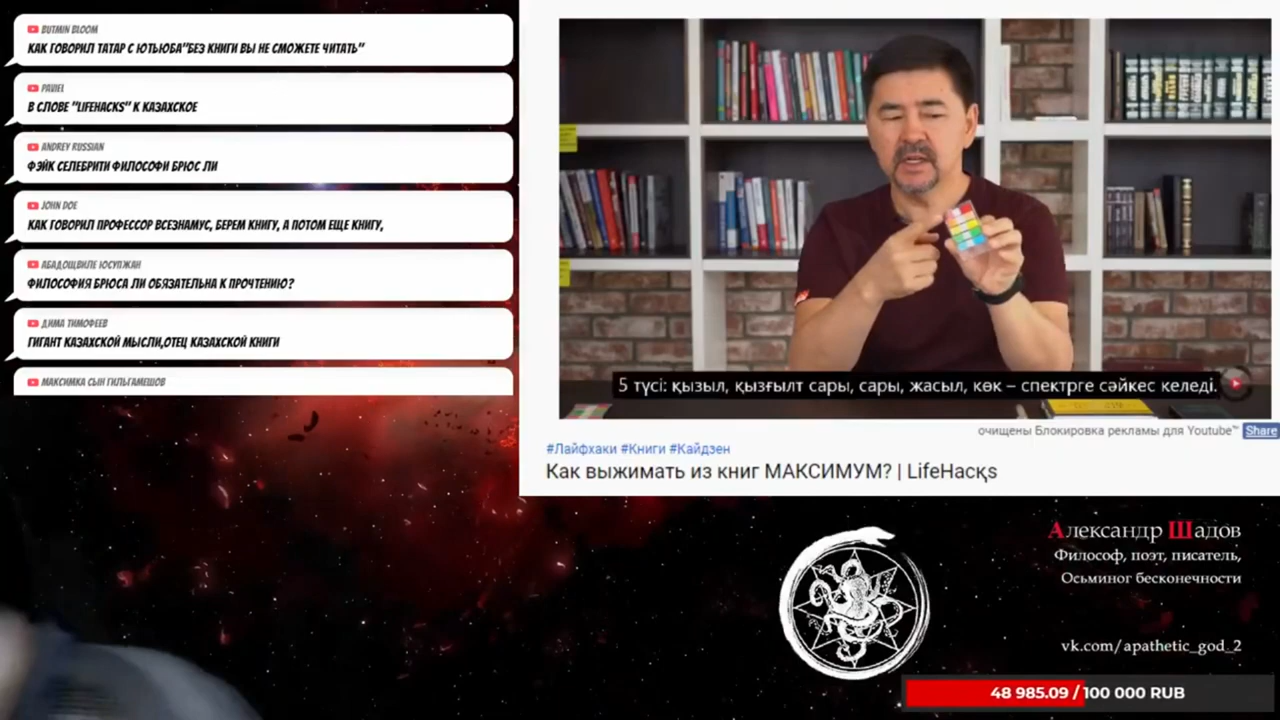 BUTMIN BLOOM
КАК ГОВОРИЛ ТАТАР С ЮТЬЮБА"БЕЗ КНИГИ ВЫ НЕ СМОЖЕТЕ ЧИТАТЬ"
PAVIEL
В СЛОВЕ "LIFEHACKS" К КАЗАХСКОЕ
ANDREY RUSSIAN
ФЭЙК СЕЛЕБРИТИ ФИЛОСОФИ БРЮС ЛИ
JOHN DOE
КАК ГОВОРИЛ ПРОФЕССОР ВСЕЗНАМУС, БЕРЕМ КНИГУ, А ПОТОМ ЕЩЕ КНИГУ,
АБАДОЩВИЛЕ ЮСУПЖАН
ФИЛОСОФИЯ БРЮСА ЛИ ОБЯЗАТЕЛЬНА К ПРОЧТЕНИЮ?
ДИМА ТИМОФЕЕВ
ГИГАНТ КАЗАХСКОЙ МЫСЛИ,ОТЕЦ КАЗАХСКОЙ КНИГИ
МАКСИМКА СЫН ГИЛЬГАМЕШОВ
5 түсі: қызыл, қызғылт сары, сары, жасыл, көк – спектрге сәйкес келеді.
очищены Блокировка рекламы для Youtube™ Share
#Лайфхаки #Книги #Кайдзен
Как выжимать из книг МАКСИМУМ? | LifeHacқs
Александр Шадов
Философ, поэт, писатель,
Осьминог бесконечности
vk.com/apathetic_god_2
48 985.09 / 100 000 RUB